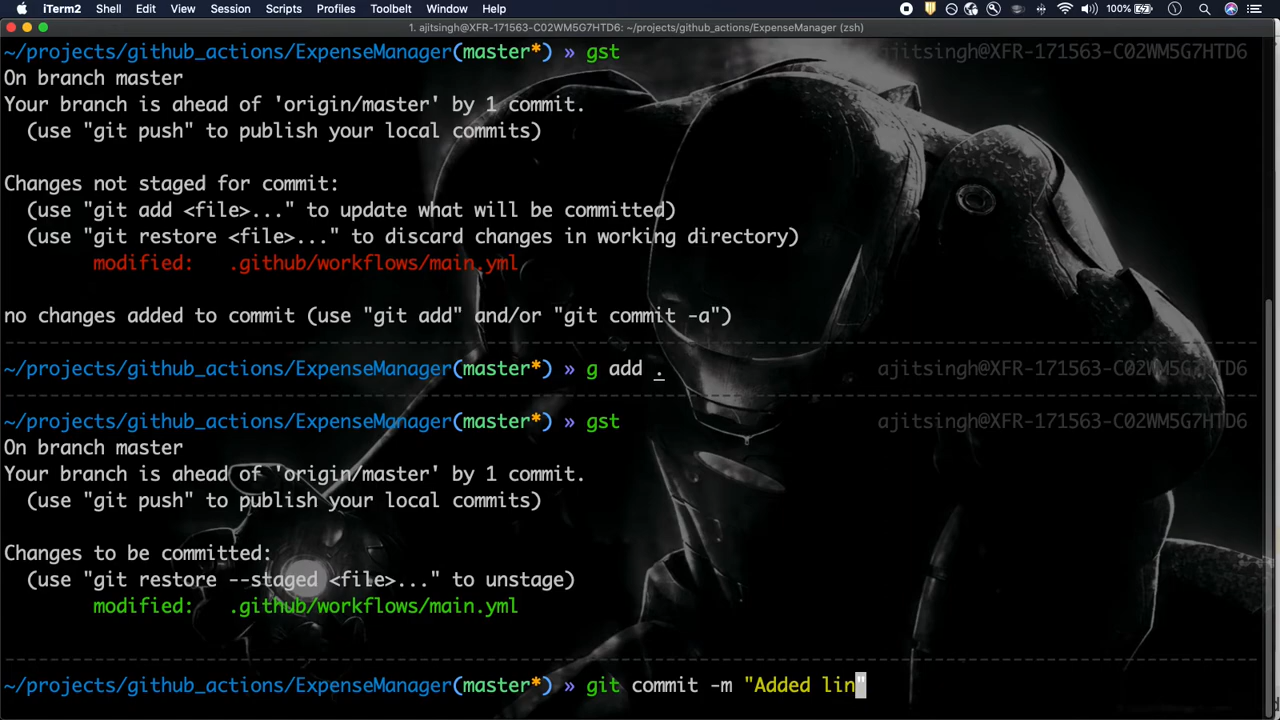 iTerm2 Shell Edit View Session Scripts Profiles Toolbelt Window Help 100%
1. ajitsingh@XFR-171563-C02WM5G7HTD6: ~/projects/github_actions/ExpenseManager (zsh)
~/projects/github_actions/ExpenseManager(master*) » gst ajitsingh@XFR-171563-C02WM5G7HTD6
On branch master
Your branch is ahead of 'origin/master' by 1 commit.
(use "git push" to publish your local commits)
Changes not staged for commit:
(use "git add <file>..." to update what will be committed)
(use "git restore <file>..." to discard changes in working directory)
modified: .github/workflows/main.yml
no changes added to commit (use "git add" and/or "git commit -a")
~/projects/github_actions/ExpenseManager(master*) » g add . ajitsingh@XFR-171563-C02WM5G7HTD6
~/projects/github_actions/ExpenseManager(master*) » gst ajitsingh@XFR-171563-C02WM5G7HTD6
On branch master
Your branch is ahead of 'origin/master' by 1 commit.
(use "git push" to publish your local commits)
Changes to be committed:
(use "git restore --staged <file>..." to unstage)
modified: .github/workflows/main.yml
~/projects/github_actions/ExpenseManager(master*) » git commit -m "Added lin"